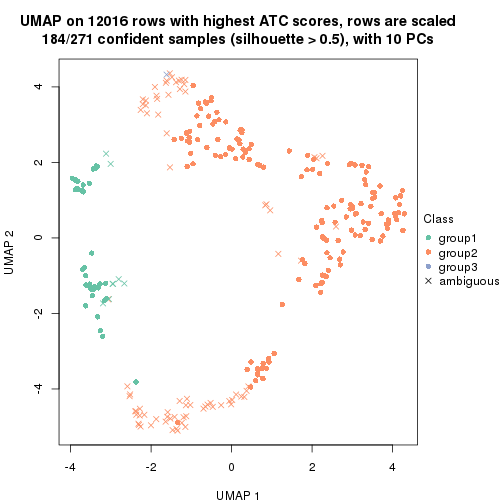 UMAP on 12016 rows with highest ATC scores, rows are scaled
184/271 confident samples (silhouette > 0.5), with 10 PCs
4
2
0
-2
-4
UMAP 2
-4
-2
0
2
4
UMAP 1
Class
group1
group2
group3
ambiguous